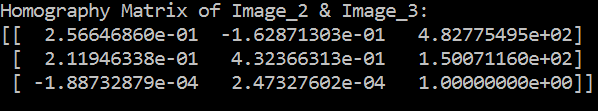 Homography Matrix of Image_2 & Image_3:
[[ 2.56646860e-01 -1.62871303e-01 4.82775495e+02]
[ 2.11946338e-01 4.32366313e-01 1.50071160e+02]
[ -1.88732879e-04 2.47327602e-04 1.00000000e+00]]